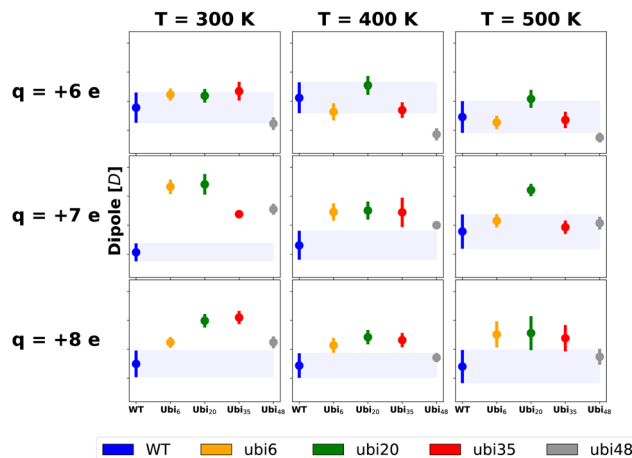 T = 300 K T = 400 K T = 500 K
q = +6 e
q = +7 e
Dipole [D]
q = +8 e
WT Ubi6 Ubi20 Ubi35 Ubi48 WT Ubi6 Ubi20 Ubi35 Ubi48 WT Ubi6 Ubi20 Ubi35 Ubi48
WT ubi6 ubi20 ubi35 ubi48